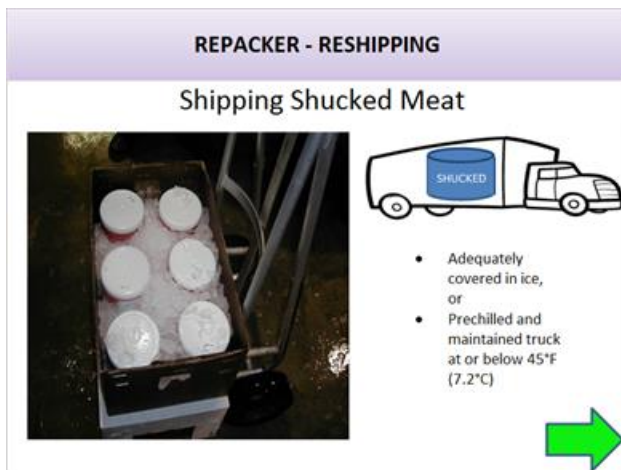 REPACKER - RESHIPPING
Shipping Shucked Meat
SHUCKED
• Adequately
covered in ice,
or
• Prechilled and
maintained truck
at or below 45°F
(7.2°C)